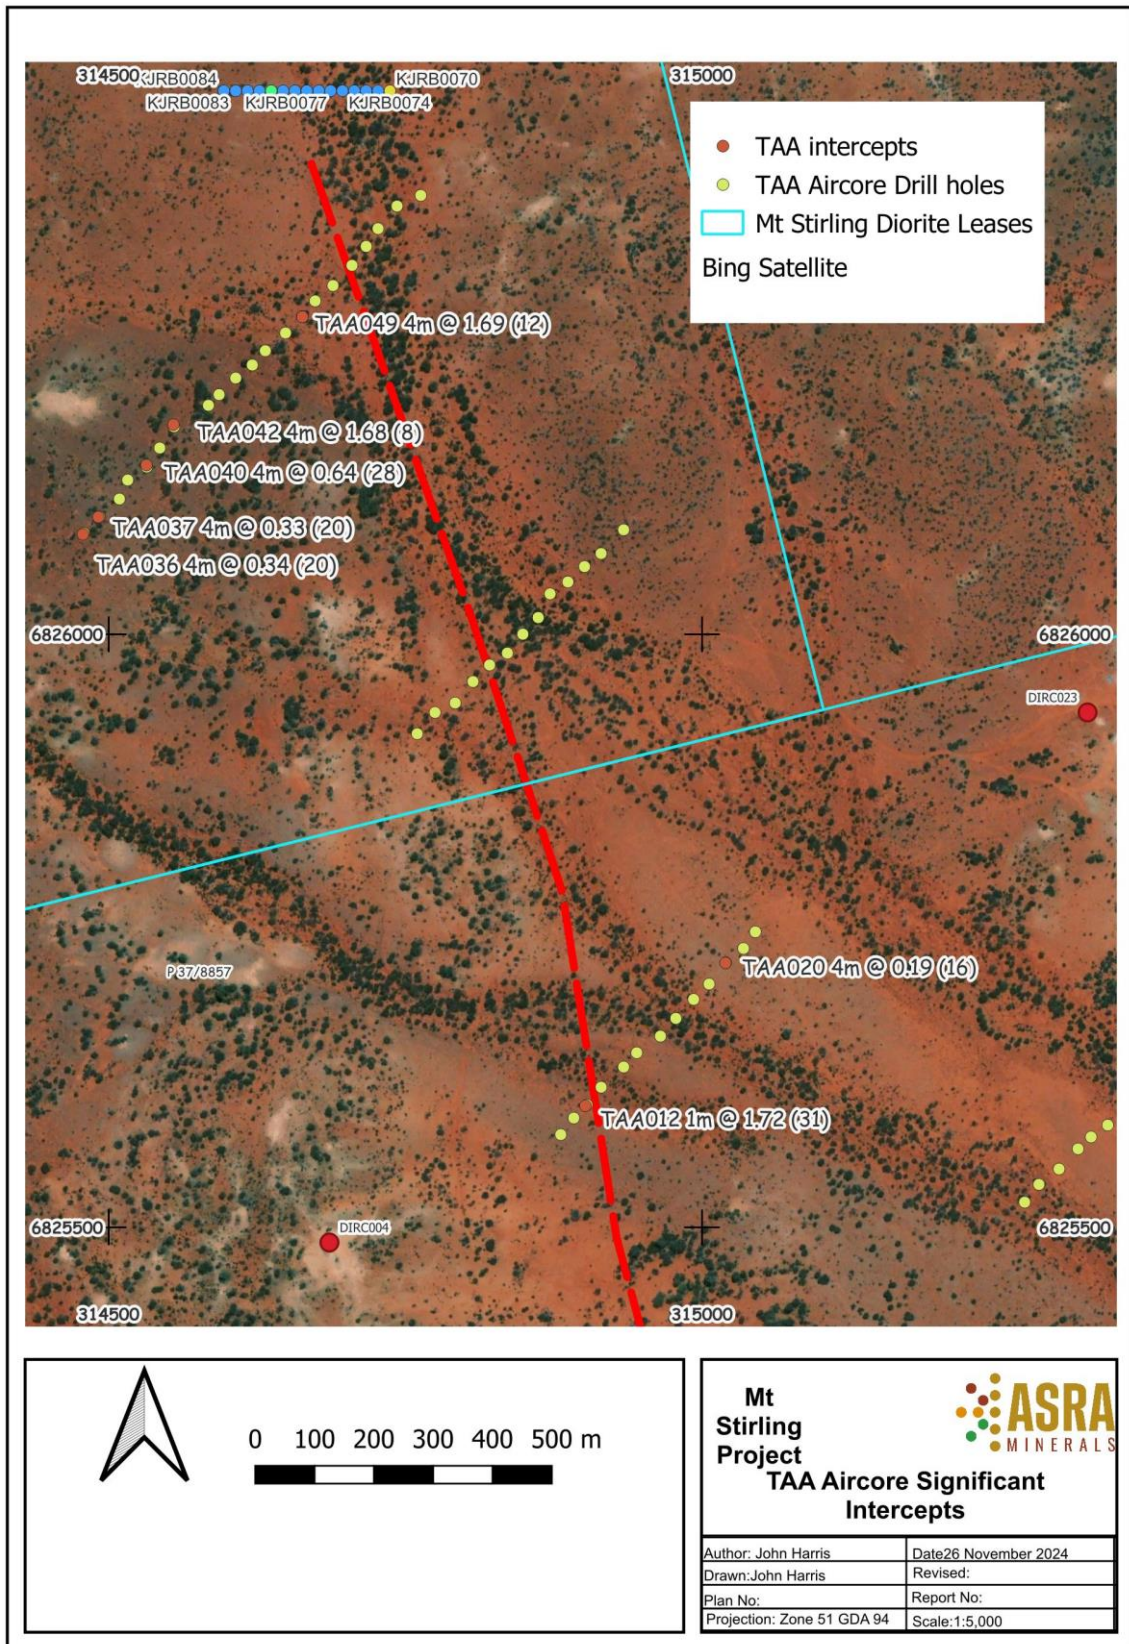 314500
KJRB0084
KJRB0070
315000
KJRB0083
KJRB0077
KJRB0074
TAA intercepts
TAA Aircore Drill holes
Mt Stirling Diorite Leases
Bing Satellite
TAA049 4m @ 1.69 (12)
TAA042 4m @ 1.68 (8)
TAA040 4m @ 0.64 (28)
TAA037 4m @ 0.33 (20)
TAA036 4m @ 0.34 (20)
6826000
6826000
DIRC023
P 37/8857
TAA020 4m @ 0.19 (16)
TAA012 1m @ 1.72 (31)
6825500
DIRC004
6825500
314500
315000
0 100 200 300 400 500 m
Mt
Stirling
Project
ASRA
MINERALS
TAA Aircore Significant
Intercepts
Author: John Harris
Date26 November 2024
Drawn:John Harris
Revised:
Plan No:
Report No:
Projection: Zone 51 GDA 94
Scale:1:5,000